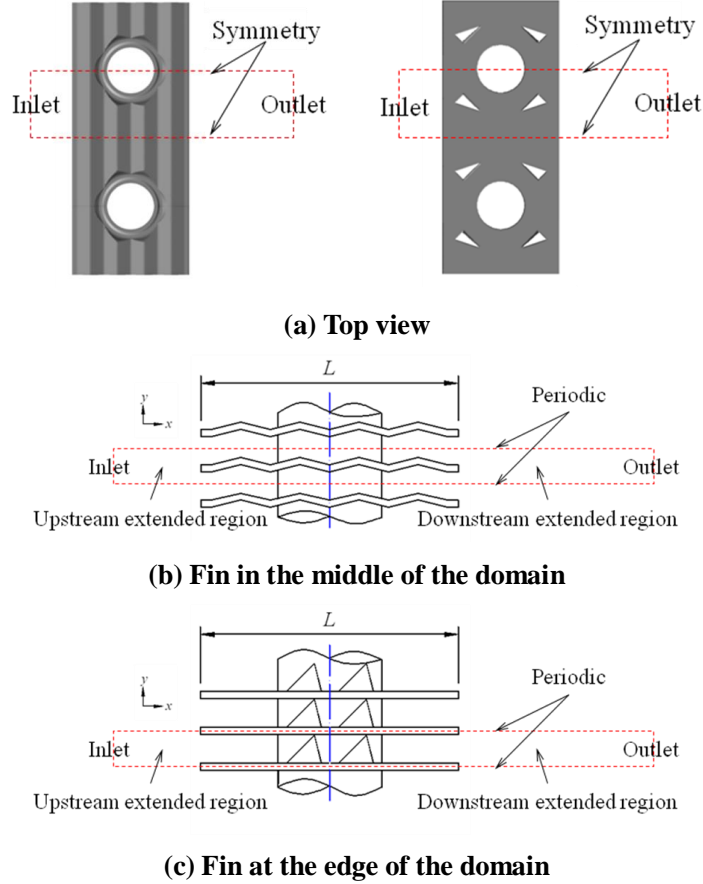 Symmetry
Symmetry
Inlet
Outlet
Inlet
Outlet
(a) Top view
L
y
x
Periodic
Inlet
Outlet
Upstream extended region
Downstream extended region
(b) Fin in the middle of the domain
L
y
x
Periodic
Inlet
Outlet
Upstream extended region
Downstream extended region
(c) Fin at the edge of the domain